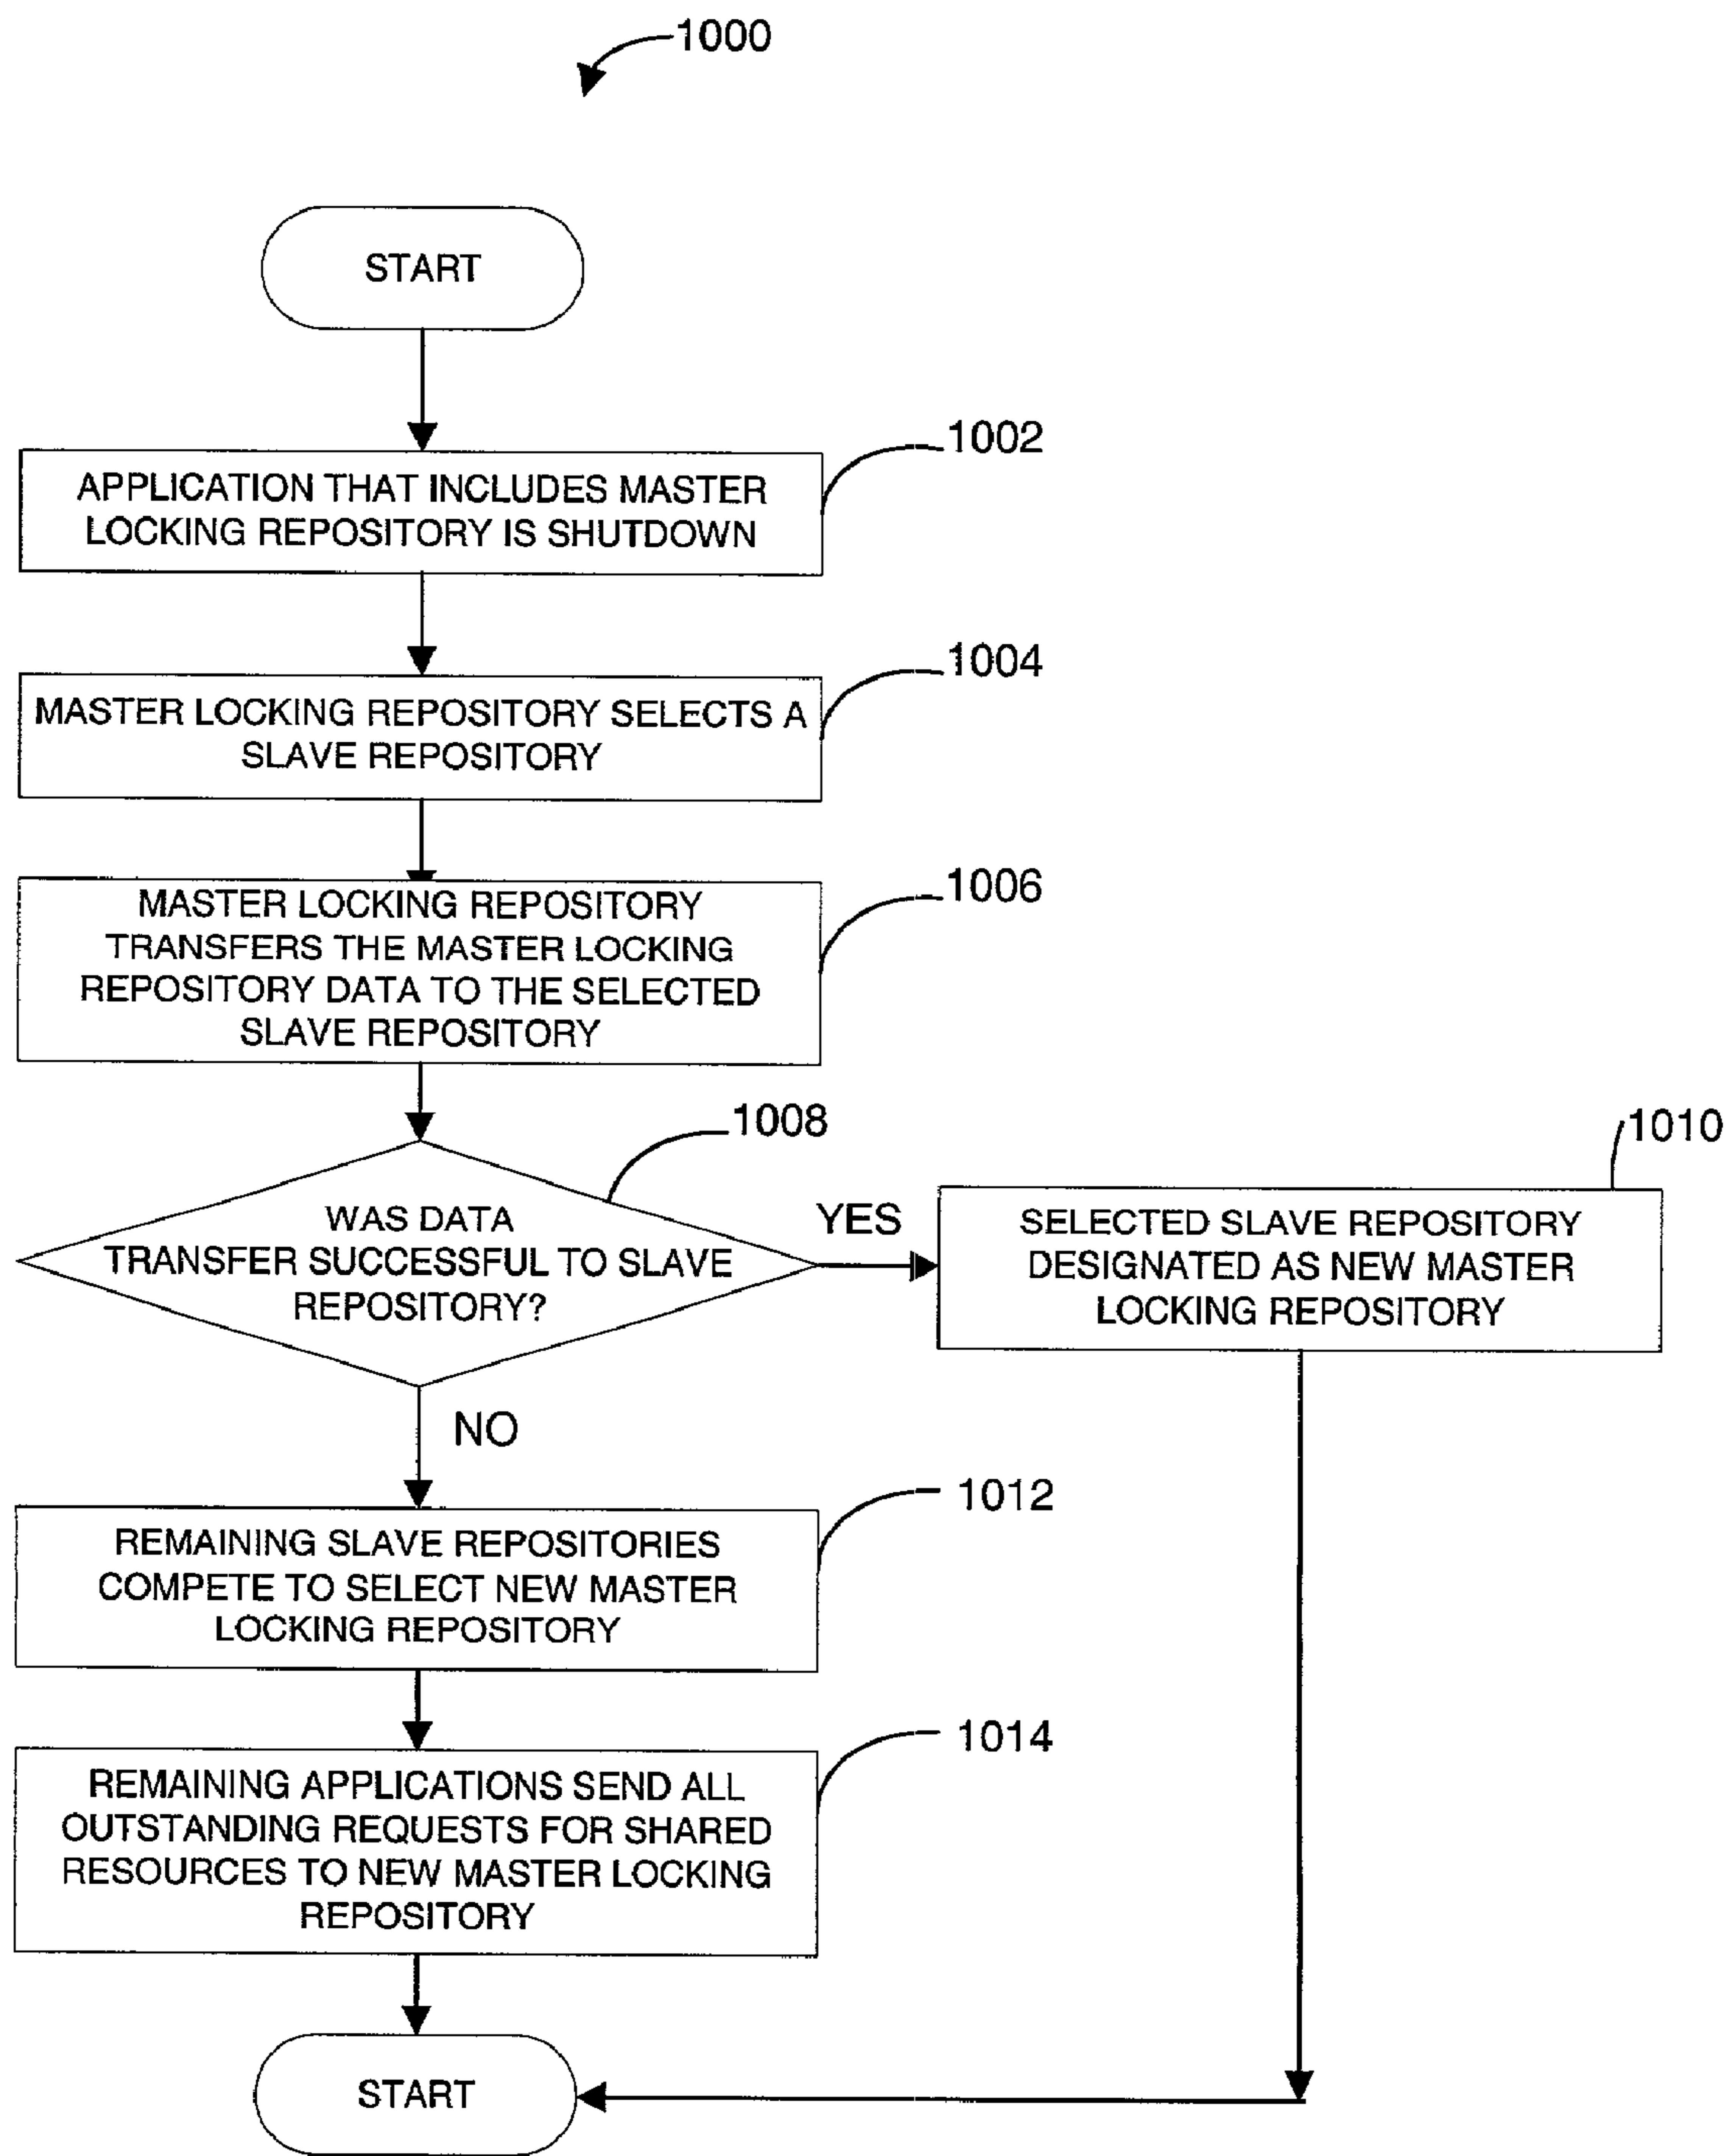 1000
START
1002
APPLICATION THAT INCLUDES MASTER
LOCKING REPOSITORY IS SHUTDOWN
1004
MASTER LOCKING REPOSITORY SELECTS A
SLAVE REPOSITORY
1006
MASTER LOCKING REPOSITORY
TRANSFERS THE MASTER LOCKING
REPOSITORY DATA TO THE SELECTED
SLAVE REPOSITORY
1008
WAS DATA
TRANSFER SUCCESSFUL TO SLAVE
REPOSITORY?
YES
1010
SELECTED SLAVE REPOSITORY
DESIGNATED AS NEW MASTER
LOCKING REPOSITORY
NO
1012
REMAINING SLAVE REPOSITORIES
COMPETE TO SELECT NEW MASTER
LOCKING REPOSITORY
1014
REMAINING APPLICATIONS SEND ALL
OUTSTANDING REQUESTS FOR SHARED
RESOURCES TO NEW MASTER LOCKING
REPOSITORY
START